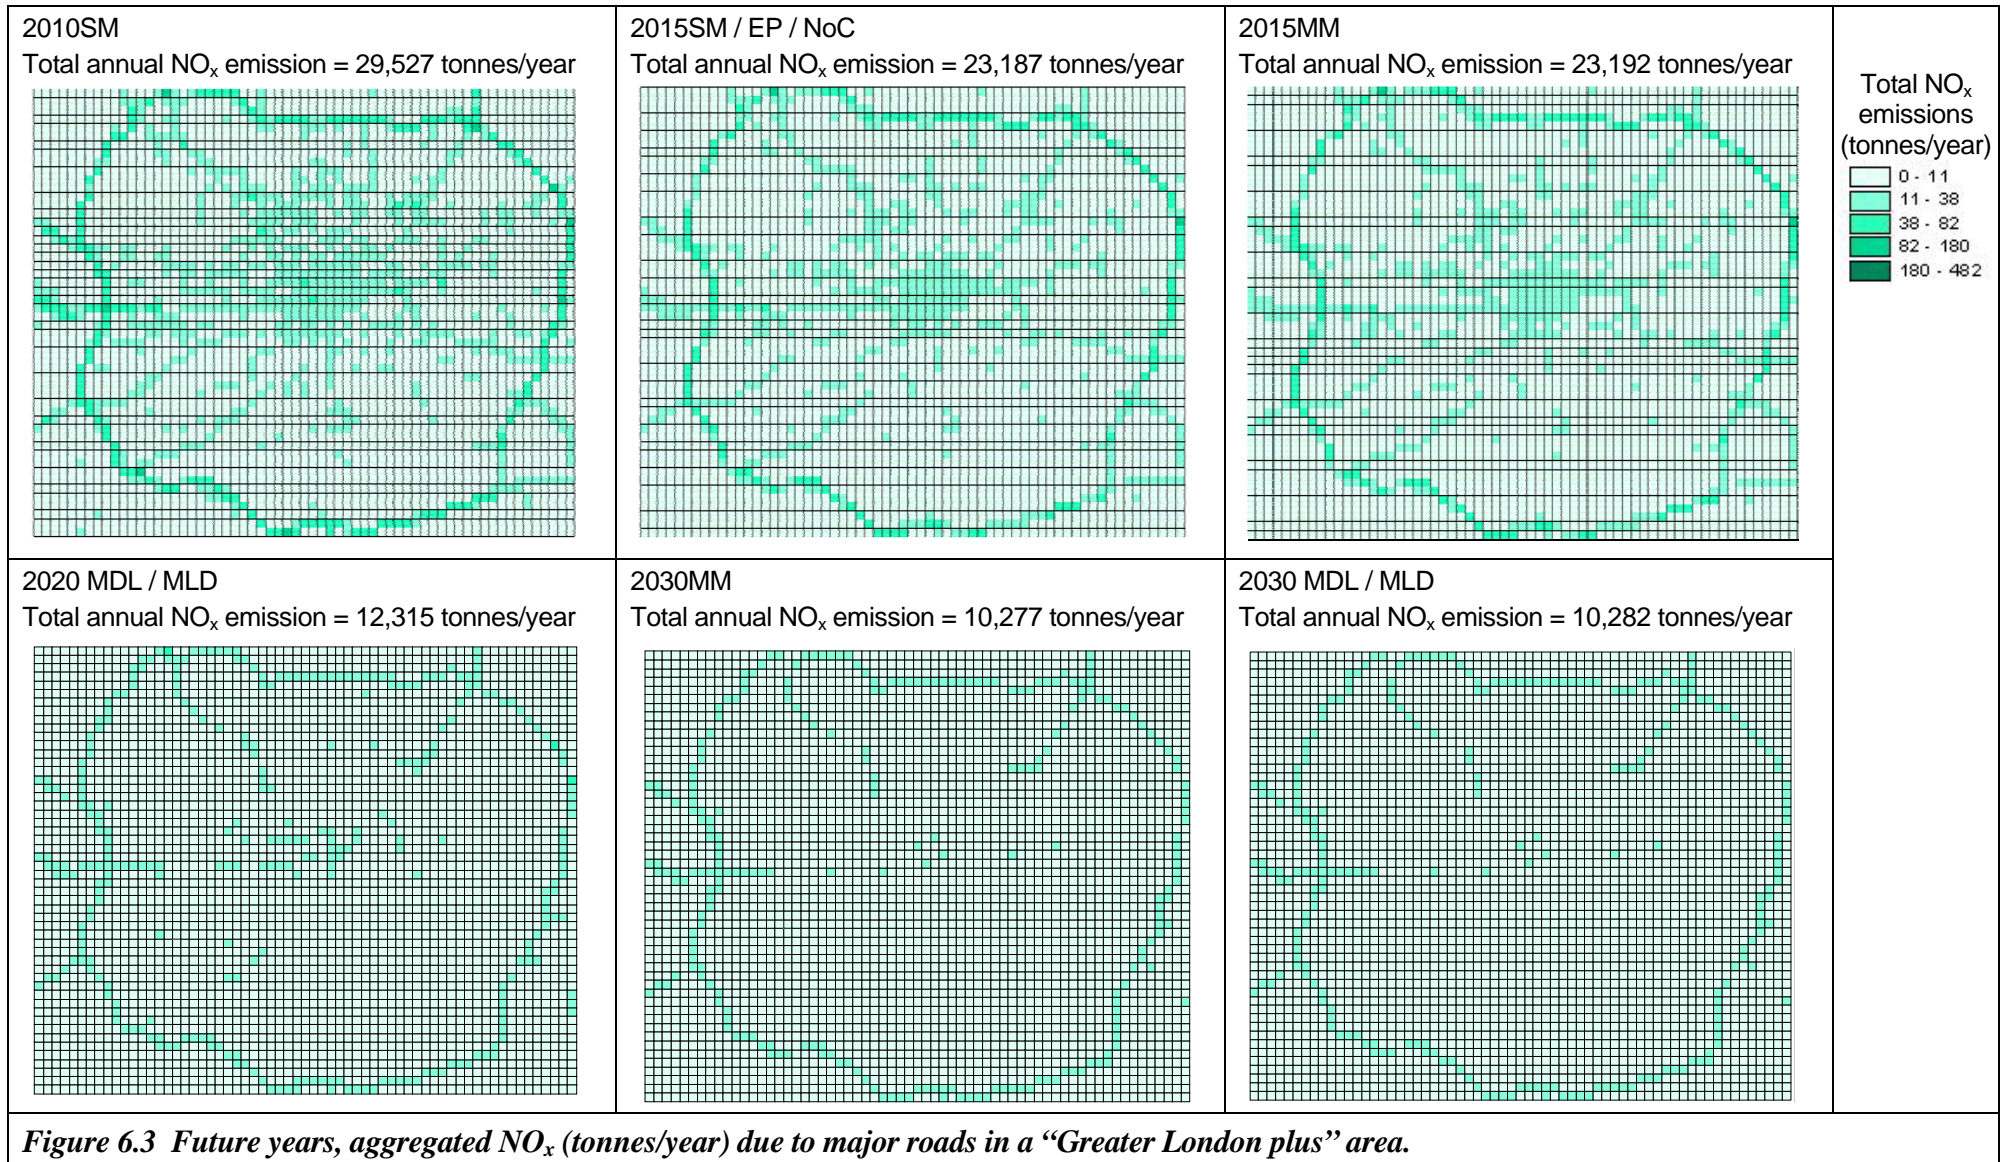 2010SM
Total annual NOx emission = 29,527 tonnes/year
2015SM / EP / NoC
Total annual NOx emission = 23,187 tonnes/year
2015MM
Total annual NOx emission = 23,192 tonnes/year
Total NOx
emissions
(tonnes/year)
0 - 11
11 - 38
38 - 82
82 - 180
180 - 482
2020 MDL / MLD
Total annual NOx emission = 12,315 tonnes/year
2030MM
Total annual NOx emission = 10,277 tonnes/year
2030 MDL / MLD
Total annual NOx emission = 10,282 tonnes/year
Figure 6.3 Future years, aggregated NOx (tonnes/year) due to major roads in a “Greater London plus” area.